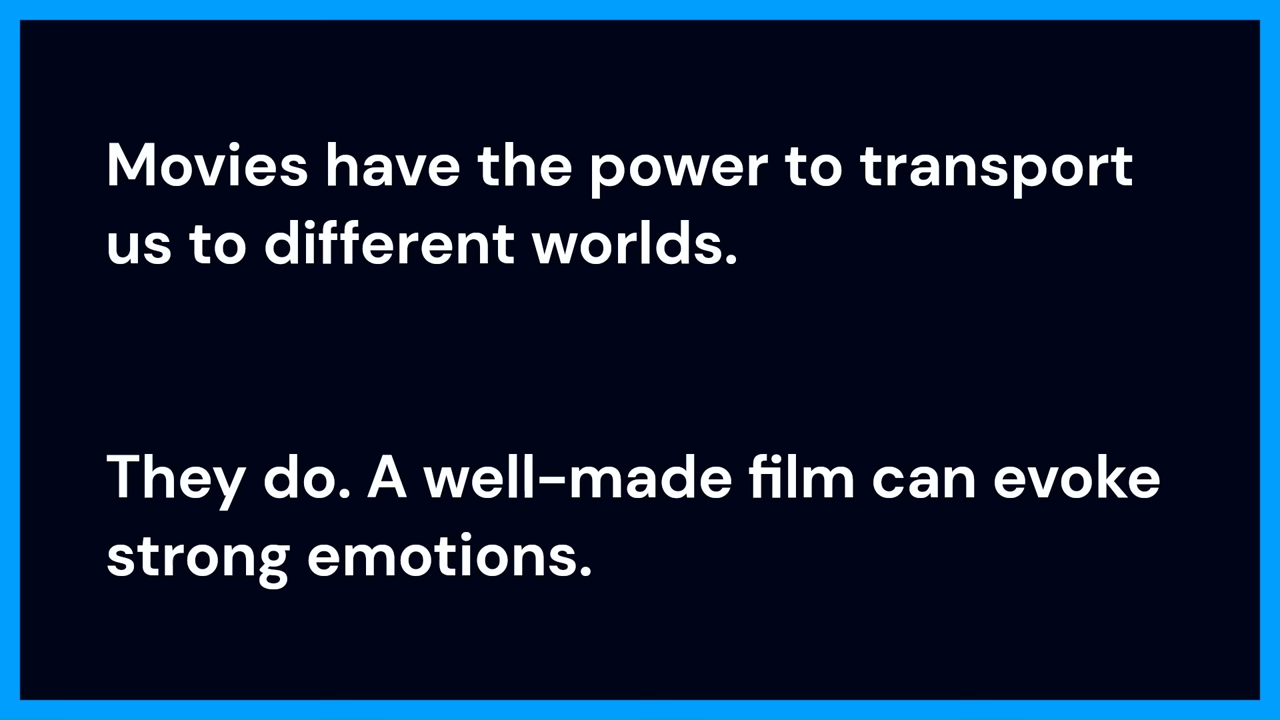 Movies have the power to transport
us to different worlds.
They do. A well-made film can evoke
strong emotions.